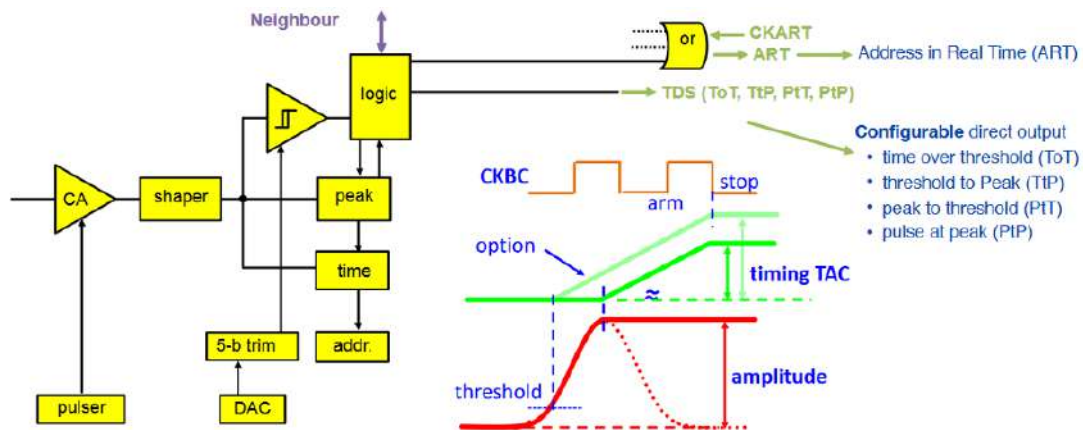 Neighbour
or
CKART
ART
Address in Real Time (ART)
logic
TDS (ToT, TtP, PtT, PtP)
Configurable direct output
• time over threshold (ToT)
• threshold to Peak (TtP)
• peak to threshold (PtT)
• pulse at peak (PtP)
CKBC
stop
arm
CA
shaper
peak
option
time
timing TAC
≈
5-b trim
addr.
threshold
amplitude
pulser
DAC